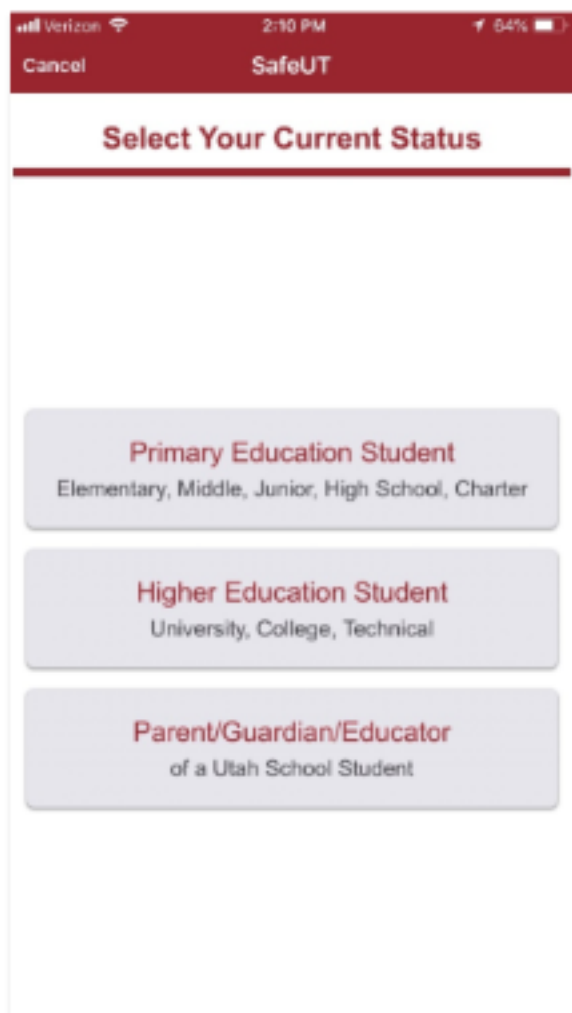 Verizon 2:10 PM 64%
Cancel SafeUT
Select Your Current Status
Primary Education Student
Elementary, Middle, Junior, High School, Charter
Higher Education Student
University, College, Technical
Parent/Guardian/Educator
of a Utah School Student